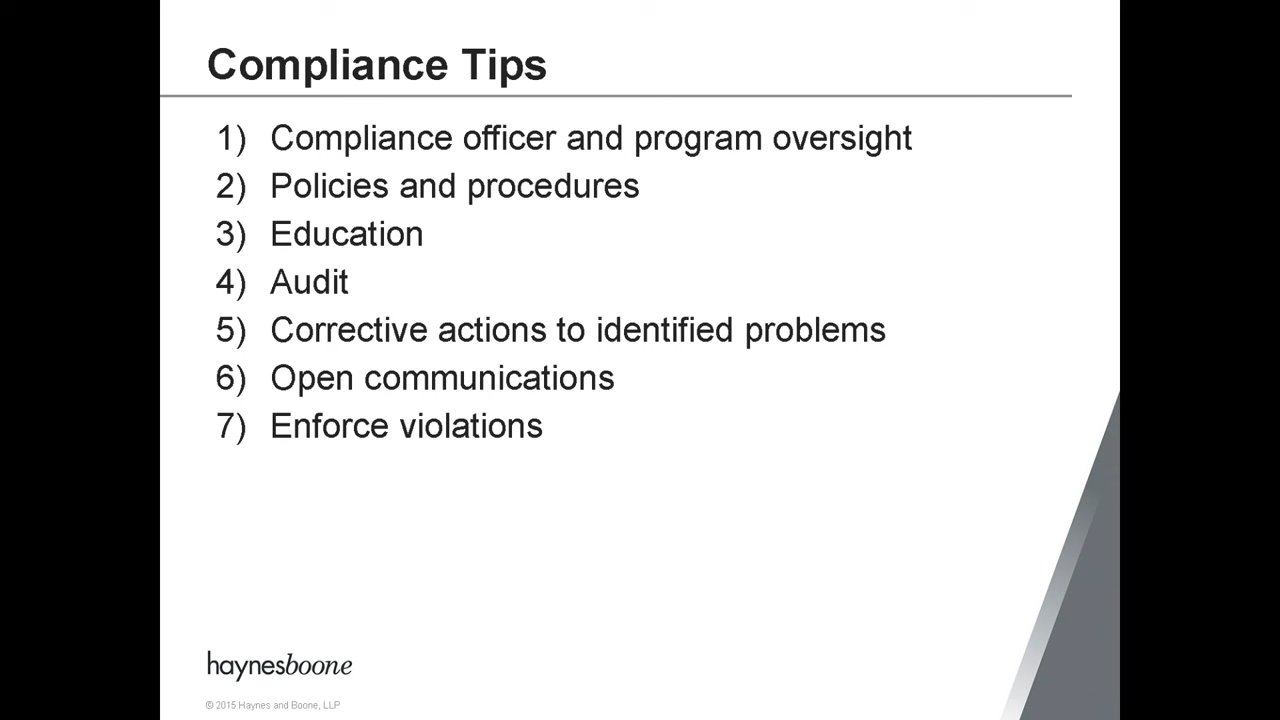 Compliance Tips
1) Compliance officer and program oversight
2) Policies and procedures
3) Education
4) Audit
5) Corrective actions to identified problems
6) Open communications
7) Enforce violations
haynesboone
© 2015 Haynes and Boone, LLP